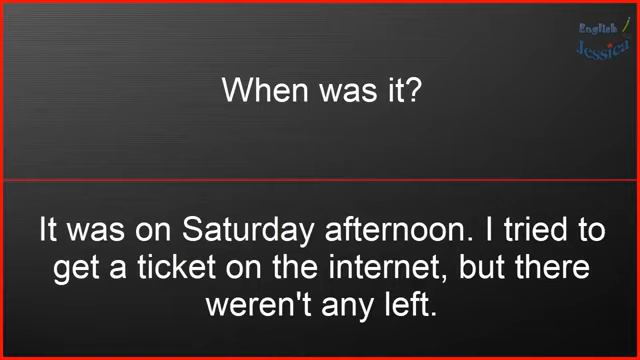 English
Jessica
When was it?
It was on Saturday afternoon. I tried to
get a ticket on the internet, but there
weren't any left.